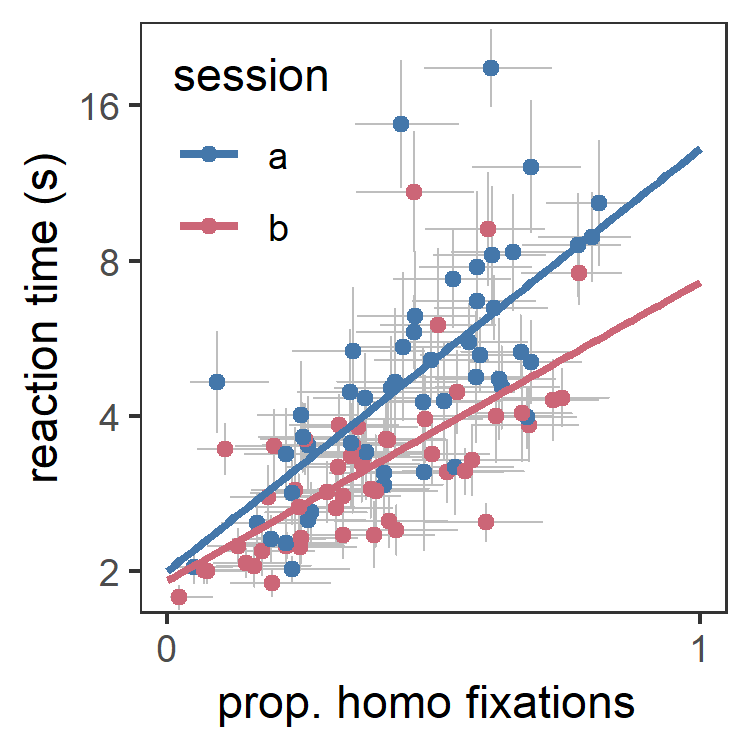 session
a
b
16
8
4
2
reaction time (s)
0
1
prop. homo fixations